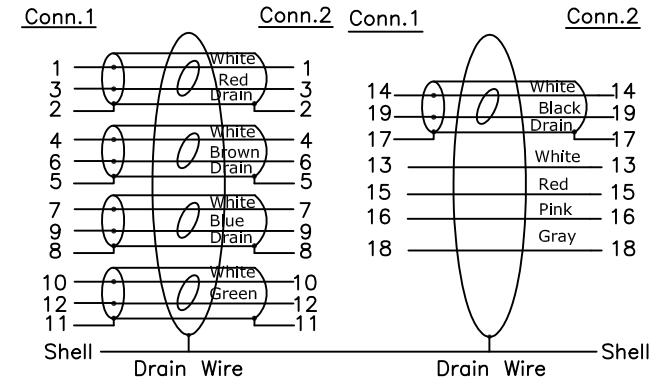 Conn.1 Conn.2
1 White 1
3 Red 3
2 Drain 2
4 White 4
6 Brown 6
5 Drain 5
7 White 7
9 Blue 9
8 Drain 8
10 White 10
12 Green 12
11 11
Conn.1 Conn.2
14 White 14
19 Black 19
17 Drain 17
13 White 13
15 Red 15
16 Pink 16
18 Gray 18
Shell Shell
Drain Wire Drain Wire